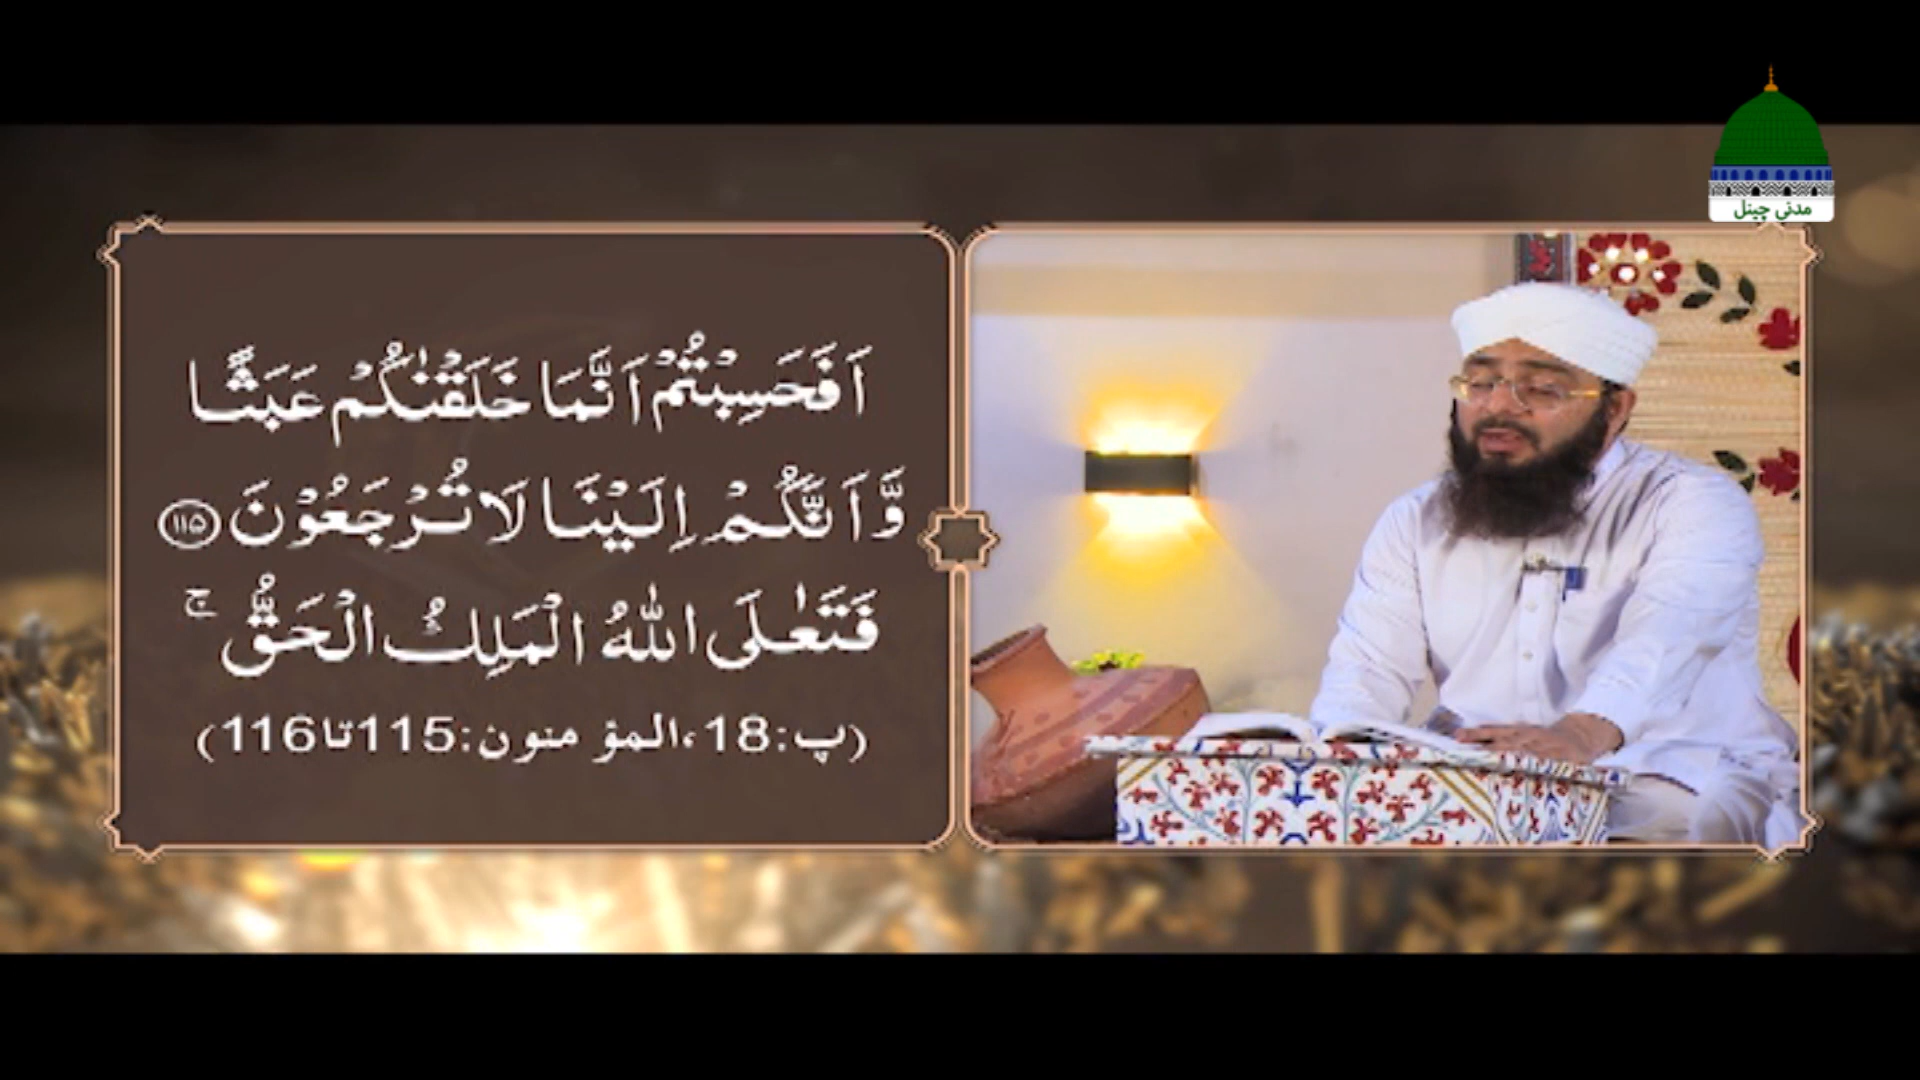 اَفَحَسِبْتُمْ اَنَّمَا خَلَقْنٰكُمْ عَبَثًا
وَّ اَنَّكُمْ اِلَیْنَا لَا تُرْجَعُوْنَ ﴿۱۱۵﴾
فَتَعٰلَى اللّٰهُ الْمَلِكُ الْحَقُّ ۚ
(پ:18،المؤمنون:115تا116)
مدنی چینل